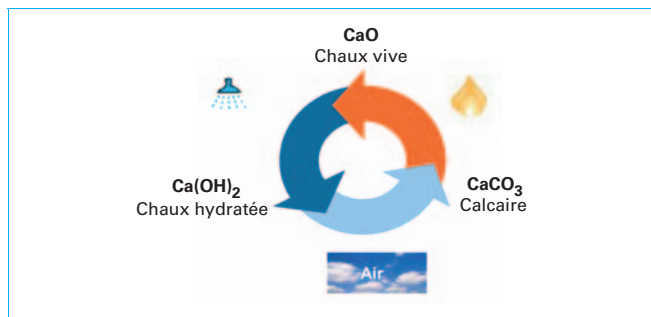 CaO
Chaux vive
Ca(OH)₂
Chaux hydratée
CaCO₃
Calcaire
Air